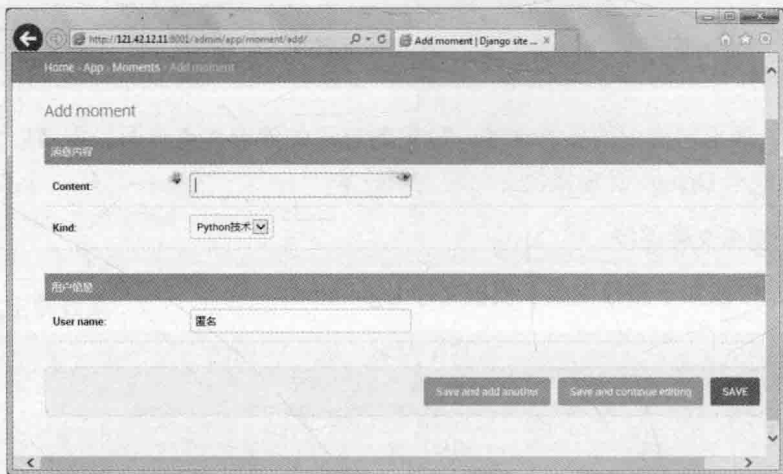 http://121.42.12.11:8001/admin/app/moment/add/
Add moment | Django site ...
Home › App › Moments › Add moment
Add moment
消息内容
Content:
Kind:
Python技术
用户信息
User name:
匿名
Save and add another
Save and continue editing
SAVE